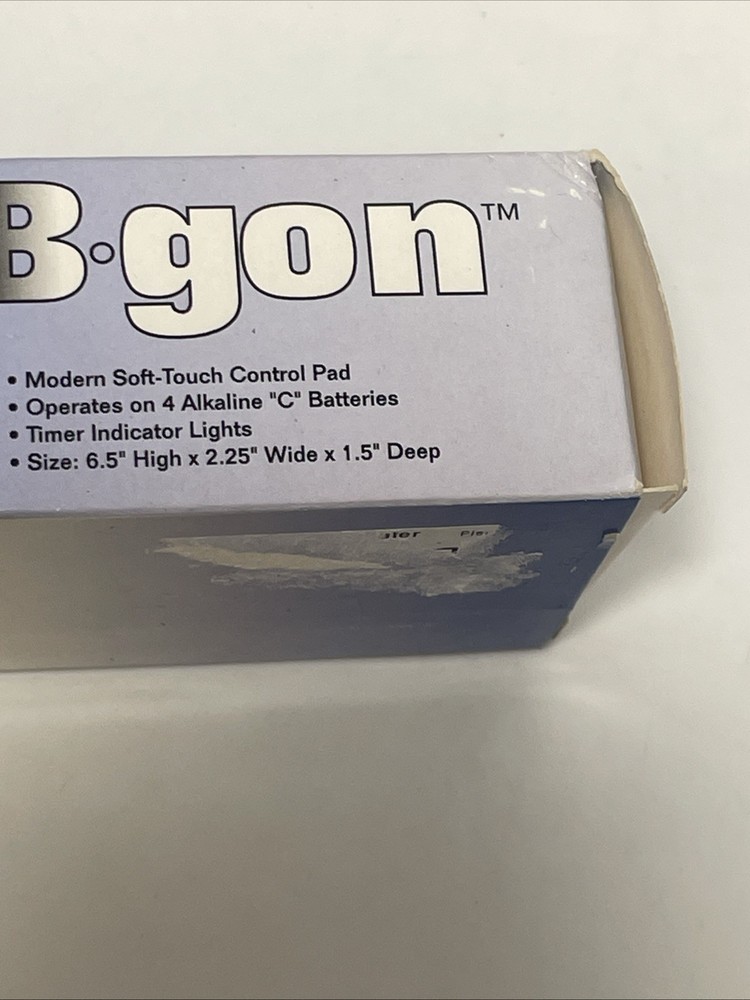 B•gon™
• Modern Soft-Touch Control Pad
• Operates on 4 Alkaline "C" Batteries
• Timer Indicator Lights
• Size: 6.5" High x 2.25" Wide x 1.5" Deep